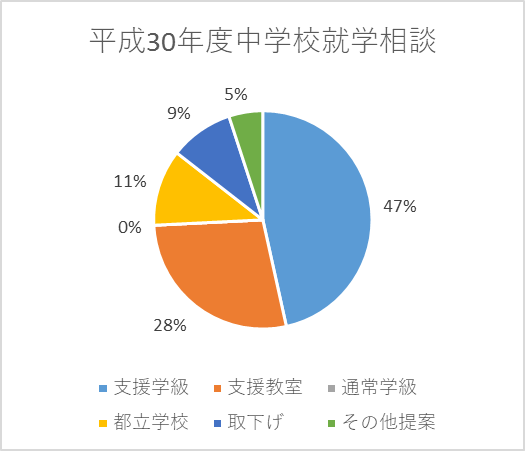 平成30年度中学校就学相談
5%
9%
47%
11%
0%
28%
支援学級 支援教室 通常学級
都立学校 取下げ その他提案